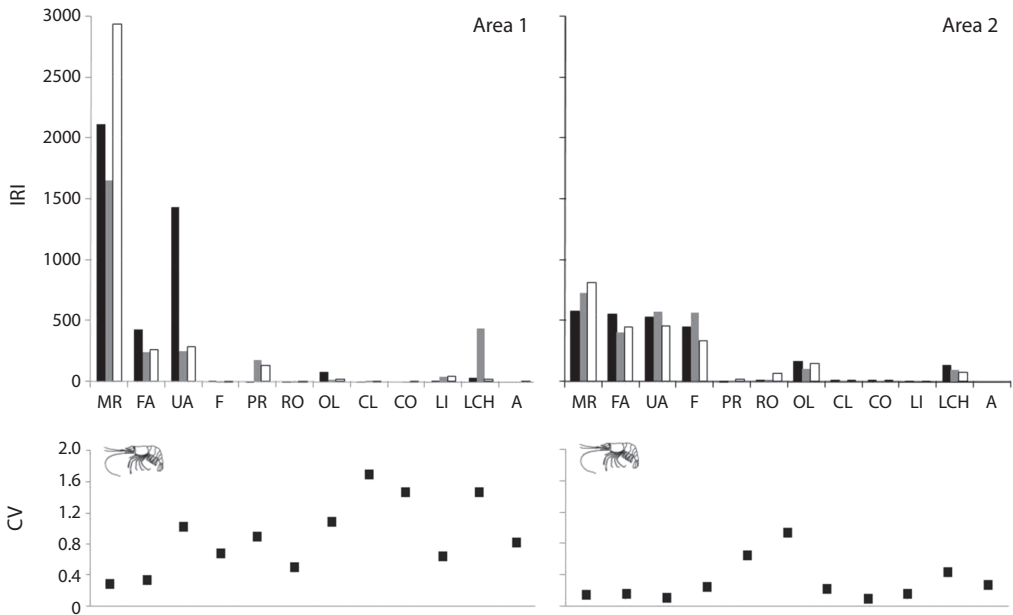 Area 1
Area 2
IRI
3000
2500
2000
1500
1000
500
0
MR FA UA F PR RO OL CL CO LI LCH A
MR FA UA F PR RO OL CL CO LI LCH A
CV
2.0
1.6
1.2
0.8
0.4
0